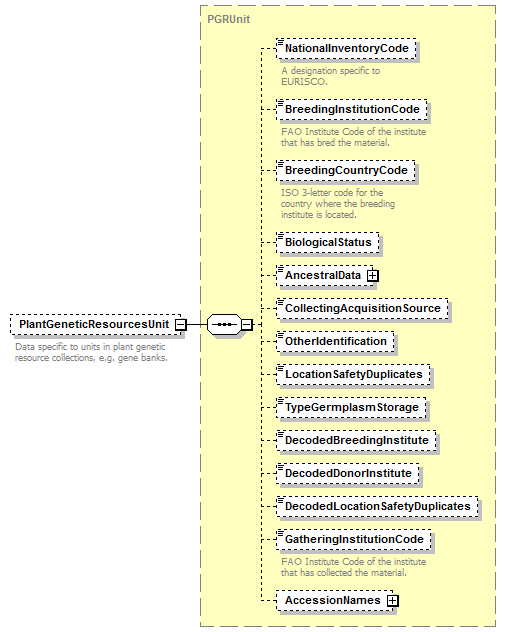 PGRUnit
NationalInventoryCode
A designation specific to
EURISCO.
BreedingInstitutionCode
FAO Institute Code of the institute
that has bred the material.
BreedingCountryCode
ISO 3-letter code for the
country where the breeding
institute is located.
BiologicalStatus
AncestralData
CollectingAcquisitionSource
PlantGeneticResourcesUnit
Data specific to units in plant genetic
resource collections, e.g. gene banks.
OtherIdentification
LocationSafetyDuplicates
TypeGermplasmStorage
DecodedBreedingInstitute
DecodedDonorInstitute
DecodedLocationSafetyDuplicates
GatheringInstitutionCode
FAO Institute Code of the institute
that has collected the material.
AccessionNames